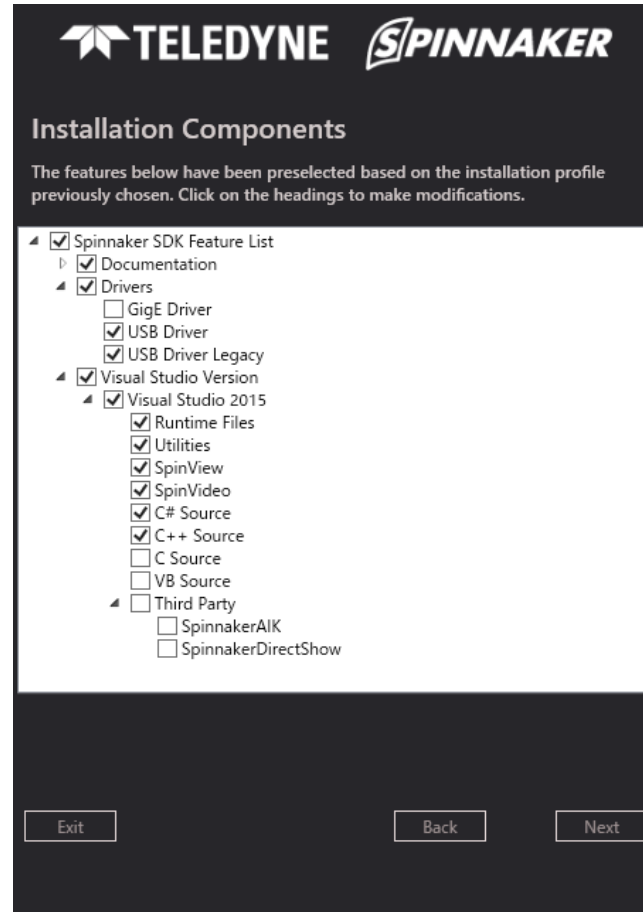 TELEDYNE SPINNAKER
Installation Components
The features below have been preselected based on the installation profile
previously chosen. Click on the headings to make modifications.
Spinnaker SDK Feature List
Documentation
Drivers
GigE Driver
USB Driver
USB Driver Legacy
Visual Studio Version
Visual Studio 2015
Runtime Files
Utilities
SpinView
SpinVideo
C# Source
C++ Source
C Source
VB Source
Third Party
SpinnakerAIK
SpinnakerDirectShow
Exit Back Next